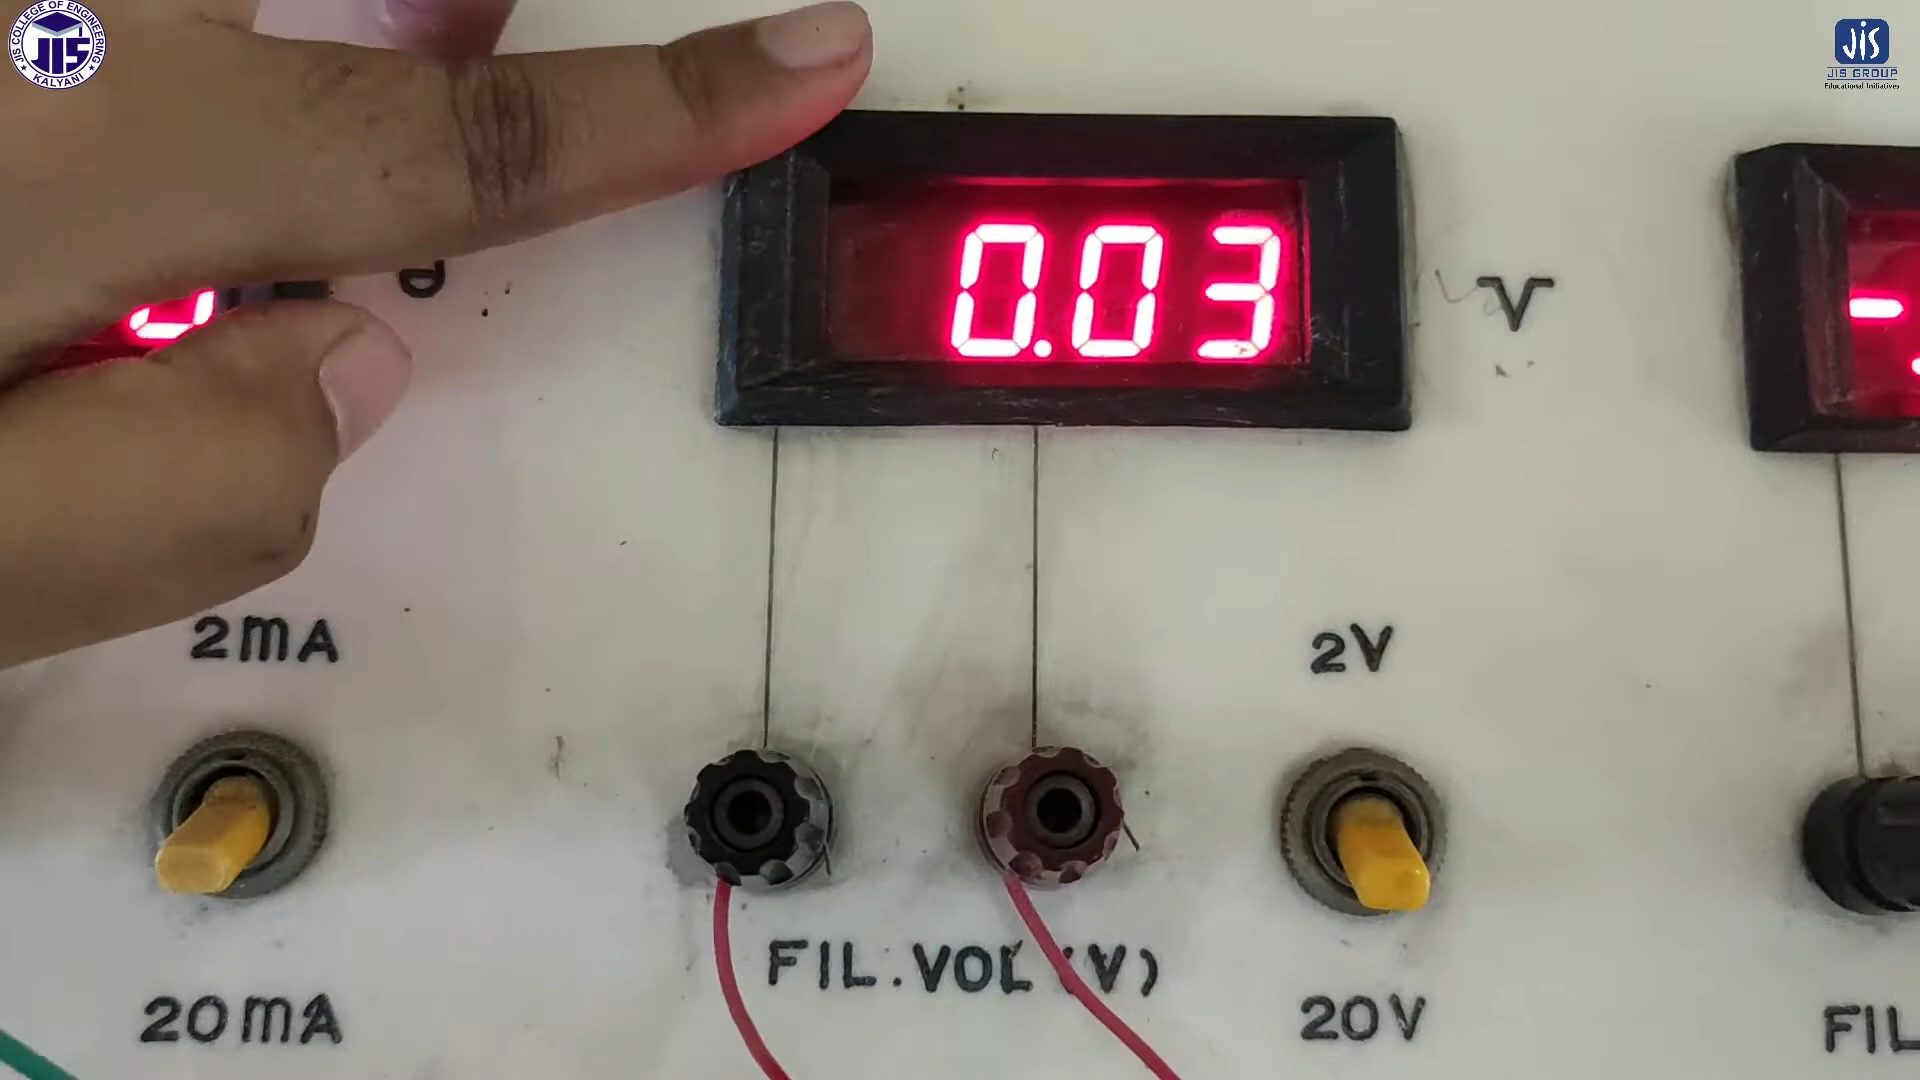 JIS COLLEGE OF ENGINEERING
JIS
KALYANI
JIS
JIS GROUP
Educational Initiatives
0.03
V
2mA
2V
FIL.VOL (V)
20mA
20V
FIL